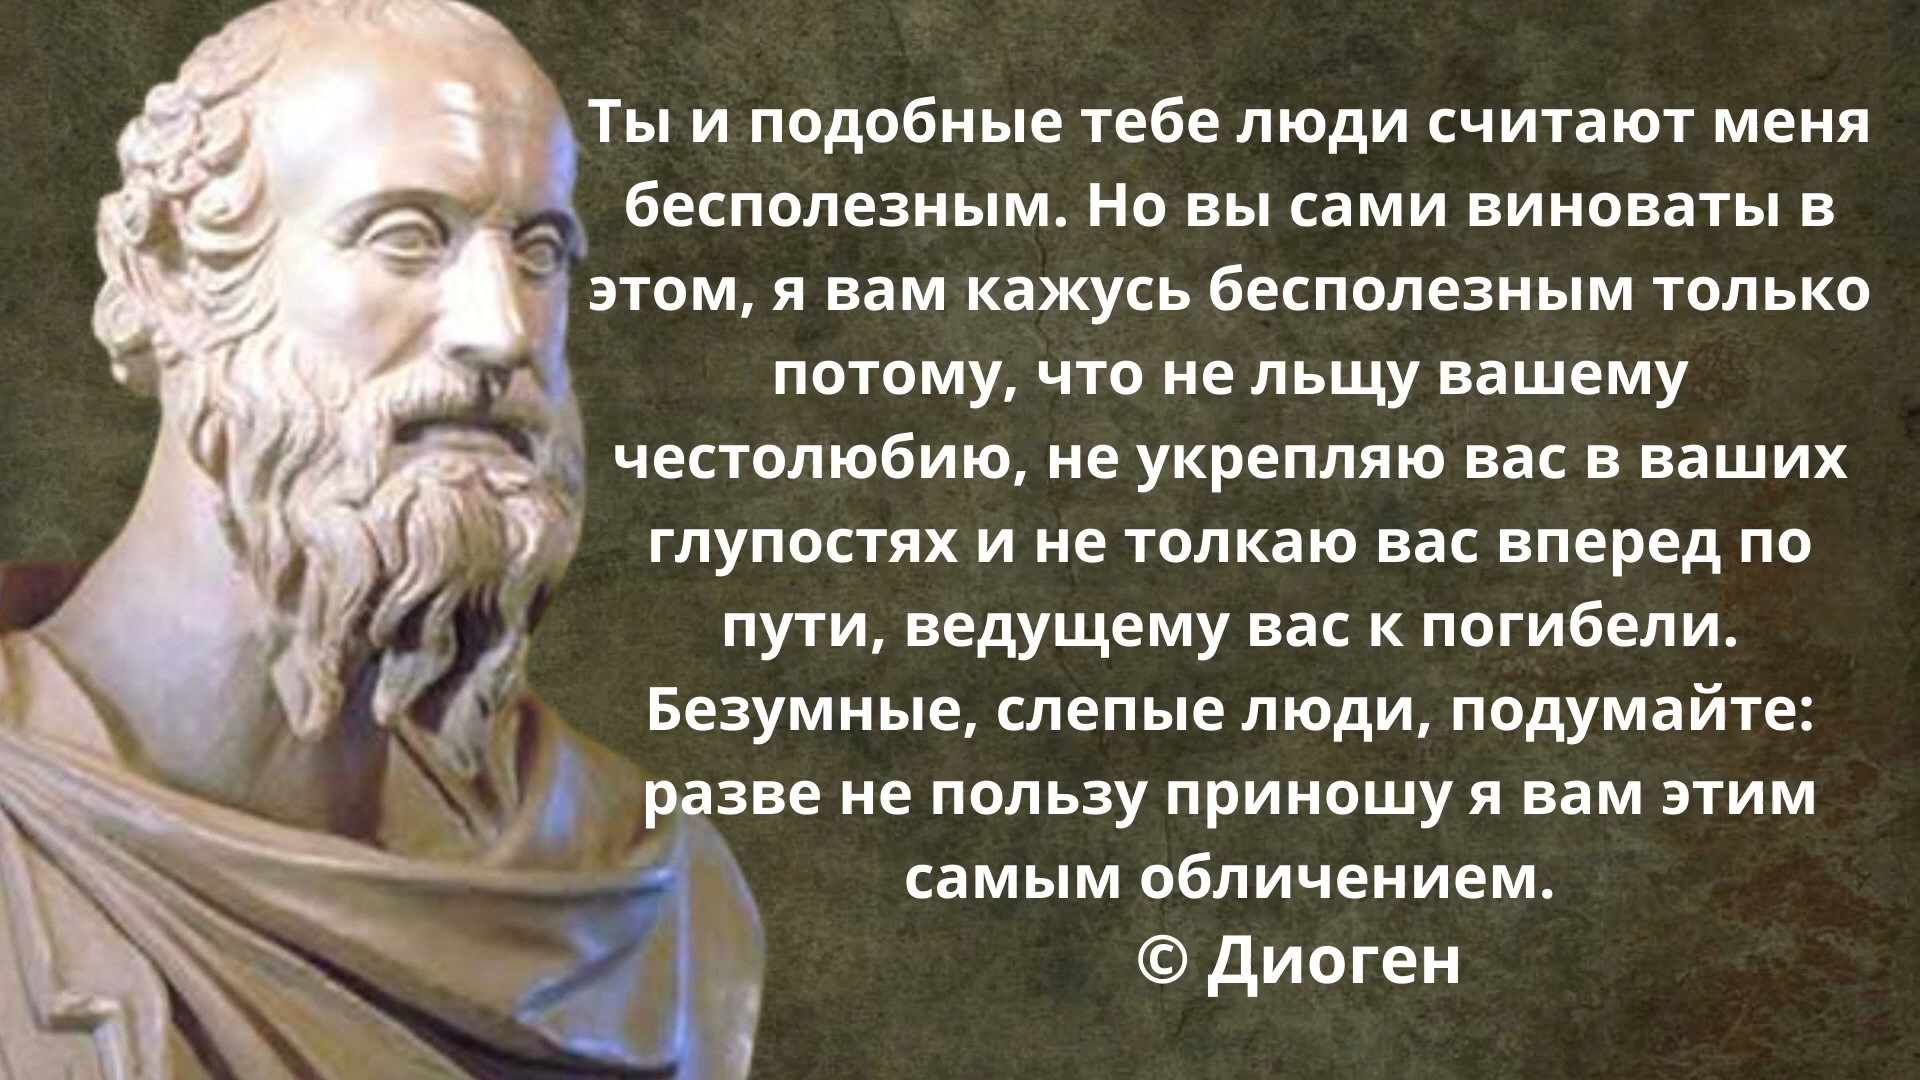 Ты и подобные тебе люди считают меня
бесполезным. Но вы сами виноваты в
этом, я вам кажусь бесполезным только
потому, что не льщу вашему
честолюбию, не укрепляю вас в ваших
глупостях и не толкаю вас вперед по
пути, ведущему вас к погибели.
Безумные, слепые люди, подумайте:
разве не пользу приношу я вам этим
самым обличением.
© Диоген